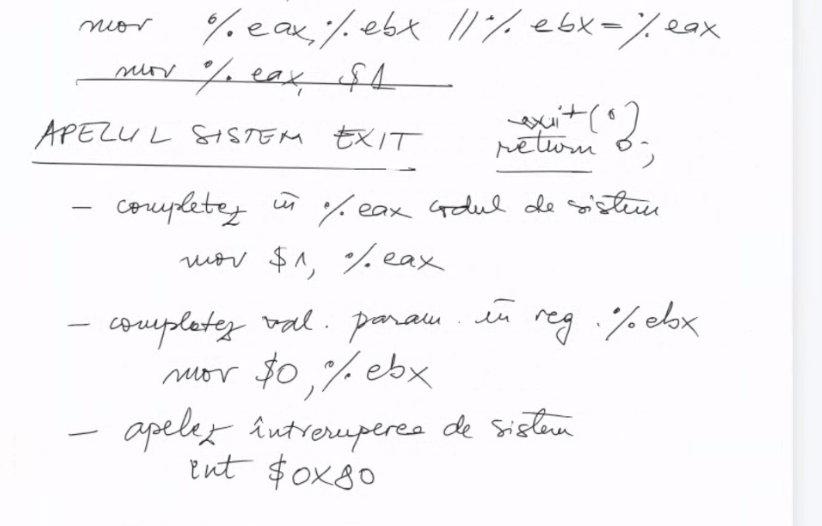 mov %eax, %ebx // %ebx = %eax
mov %eax, $1
APELUL SISTEM EXIT
exit(0)
return 0;
- completez în %eax codul de sistem
mov $1, %eax
- completez val. param. în reg. %ebx
mov $0, %ebx
- apelez întreruperea de sistem
int $0x80